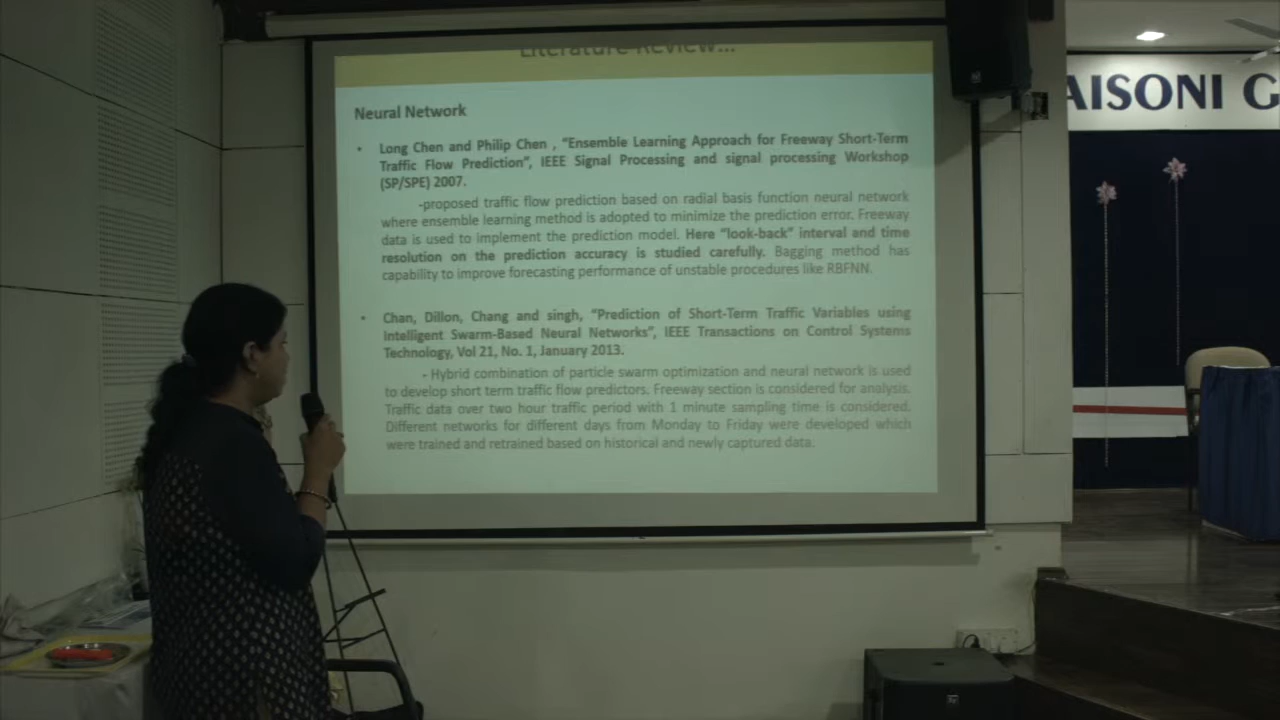 Literature Review...
Neural Network
• Long Chen and Philip Chen , “Ensemble Learning Approach for Freeway Short-Term
Traffic Flow Prediction”, IEEE Signal Processing and signal processing Workshop
(SP/SPE) 2007.
-proposed traffic flow prediction based on radial basis function neural network
where ensemble learning method is adopted to minimize the prediction error. Freeway
data is used to implement the prediction model. Here “look-back” interval and time
resolution on the prediction accuracy is studied carefully. Bagging method has
capability to improve forecasting performance of unstable procedures like RBFNN.
• Chan, Dillon, Chang and singh, “Prediction of Short-Term Traffic Variables using
Intelligent Swarm-Based Neural Networks”, IEEE Transactions on Control Systems
Technology, Vol 21, No. 1, January 2013.
- Hybrid combination of particle swarm optimization and neural network is used
to develop short term traffic flow predictors. Freeway section is considered for analysis.
Traffic data over two hour traffic period with 1 minute sampling time is considered.
Different networks for different days from Monday to Friday were developed which
were trained and retrained based on historical and newly captured data.
AISONI G